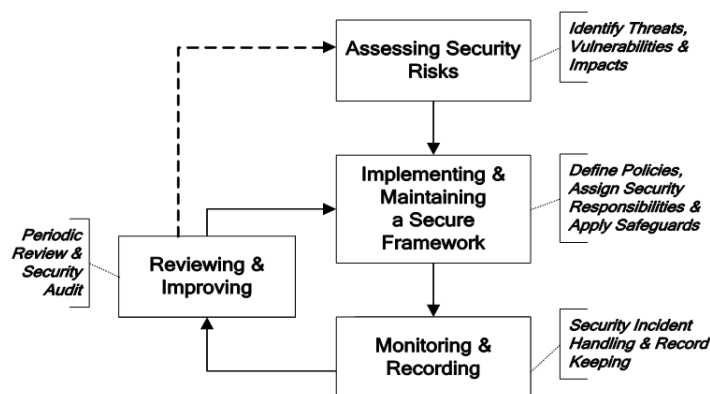 Assessing Security
Risks
Identify Threats,
Vulnerabilities &
Impacts
Implementing &
Maintaining
a Secure
Framework
Define Policies,
Assign Security
Responsibilities &
Apply Safeguards
Periodic
Review &
Security
Audit
Reviewing &
Improving
Monitoring &
Recording
Security Incident
Handling & Record
Keeping